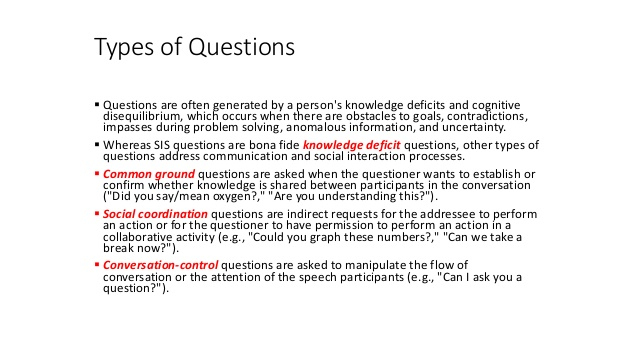 Types of Questions
▪ Questions are often generated by a person's knowledge deficits and cognitive
disequilibrium, which occurs when there are obstacles to goals, contradictions,
impasses during problem solving, anomalous information, and uncertainty.
▪ Whereas SIS questions are bona fide knowledge deficit questions, other types of
questions address communication and social interaction processes.
▪ Common ground questions are asked when the questioner wants to establish or
confirm whether knowledge is shared between participants in the conversation
("Did you say/mean oxygen?," "Are you understanding this?").
▪ Social coordination questions are indirect requests for the addressee to perform
an action or for the questioner to have permission to perform an action in a
collaborative activity (e.g., "Could you graph these numbers?," "Can we take a
break now?").
▪ Conversation-control questions are asked to manipulate the flow of
conversation or the attention of the speech participants (e.g., "Can I ask you a
question?").